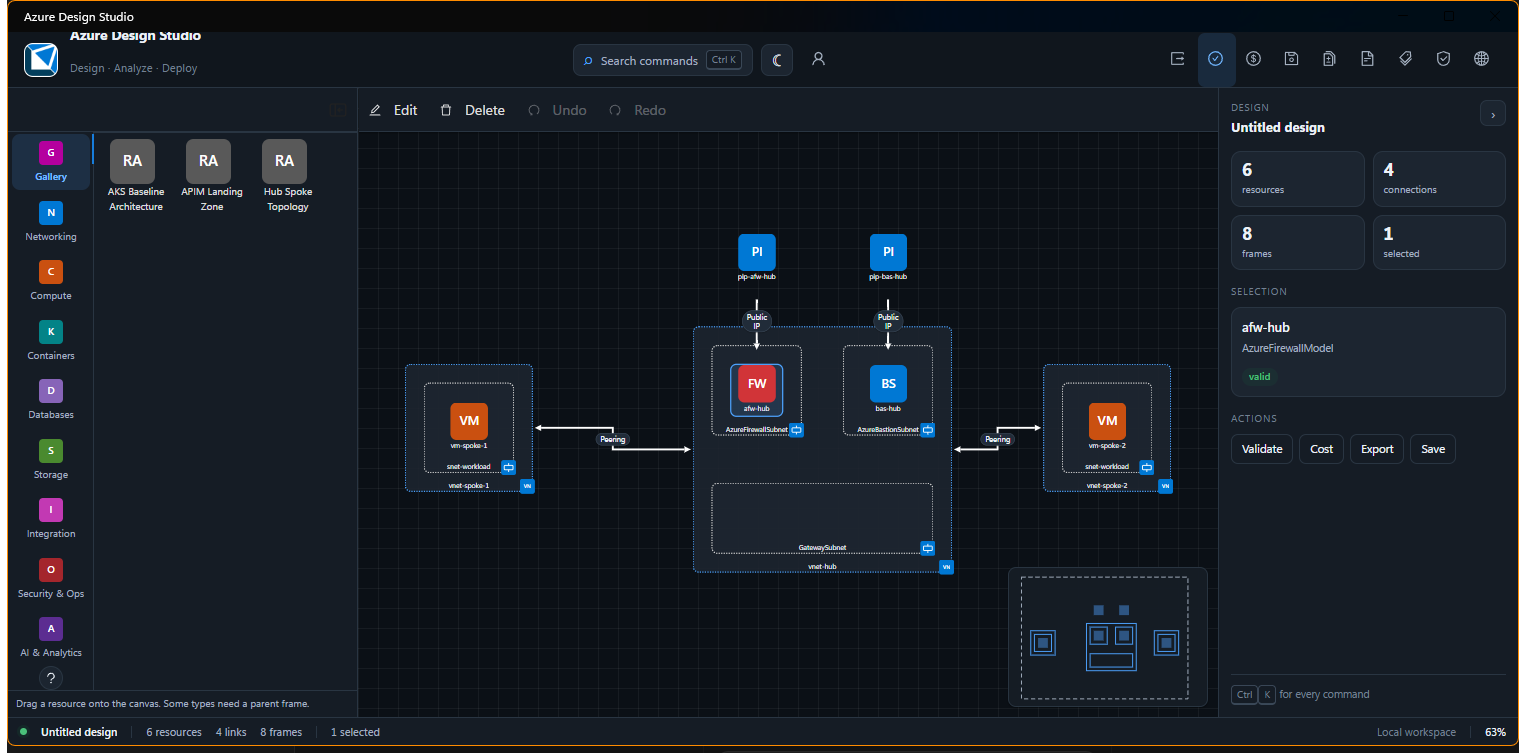 Azure Design Studio
Azure Design Studio
Design · Analyze · Deploy
Search commands Ctrl K
Edit Delete Undo Redo
G
Gallery
N
Networking
C
Compute
K
Containers
D
Databases
S
Storage
I
Integration
O
Security & Ops
A
AI & Analytics
?
RA
AKS Baseline
Architecture
RA
APIM Landing
Zone
RA
Hub Spoke
Topology
Drag a resource onto the canvas. Some types need a parent frame.
PI
pip-afw-hub
PI
pip-bas-hub
Public
IP
Public
IP
FW
afw-hub
AzureFirewallSubnet
BS
bas-hub
AzureBastionSubnet
VM
vm-spoke-1
snet-workload
vnet-spoke-1
VN
Peering
Peering
VM
vm-spoke-2
snet-workload
vnet-spoke-2
VN
GatewaySubnet
vnet-hub
VN
DESIGN
Untitled design
6
resources
4
connections
8
frames
1
selected
SELECTION
afw-hub
AzureFirewallModel
valid
ACTIONS
Validate Cost Export Save
Ctrl K for every command
Untitled design 6 resources 4 links 8 frames 1 selected
Local workspace 63%